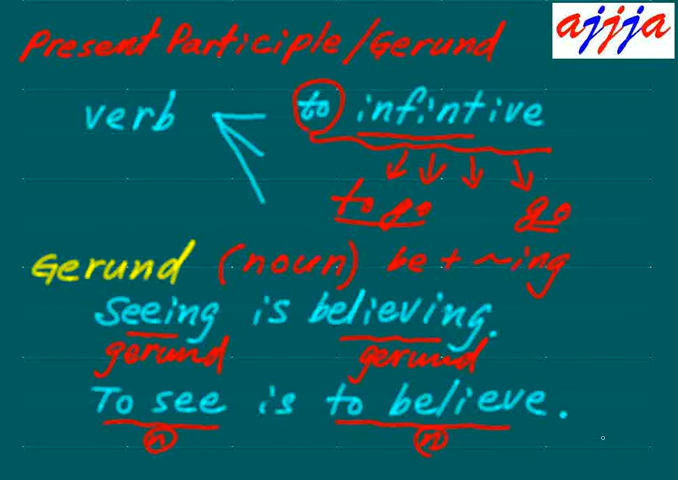 Present Participle/Gerund
ajjja
verb to infintive
to go go
Gerund (noun) be + ~ing
Seeing is believing.
gerund gerund
To see is to believe.
n n